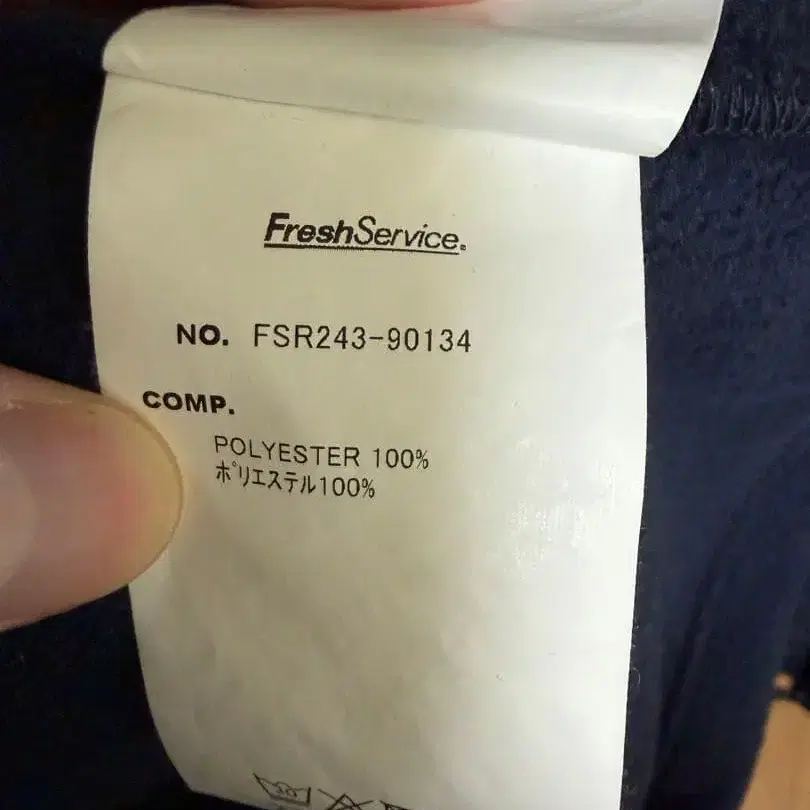 FreshService.
NO. FSR243-90134
COMP.
POLYESTER 100%
ポリエステル100%